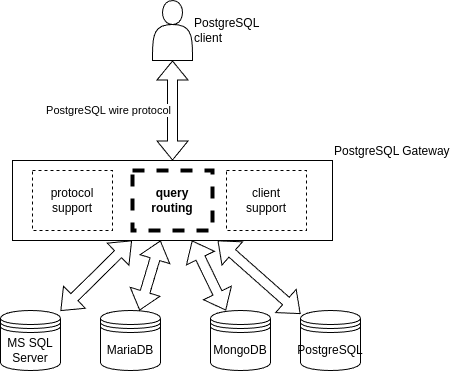 PostgreSQL
client
PostgreSQL wire protocol
PostgreSQL Gateway
protocol
support
query
routing
client
support
MS SQL
Server
MariaDB
MongoDB
PostgreSQL